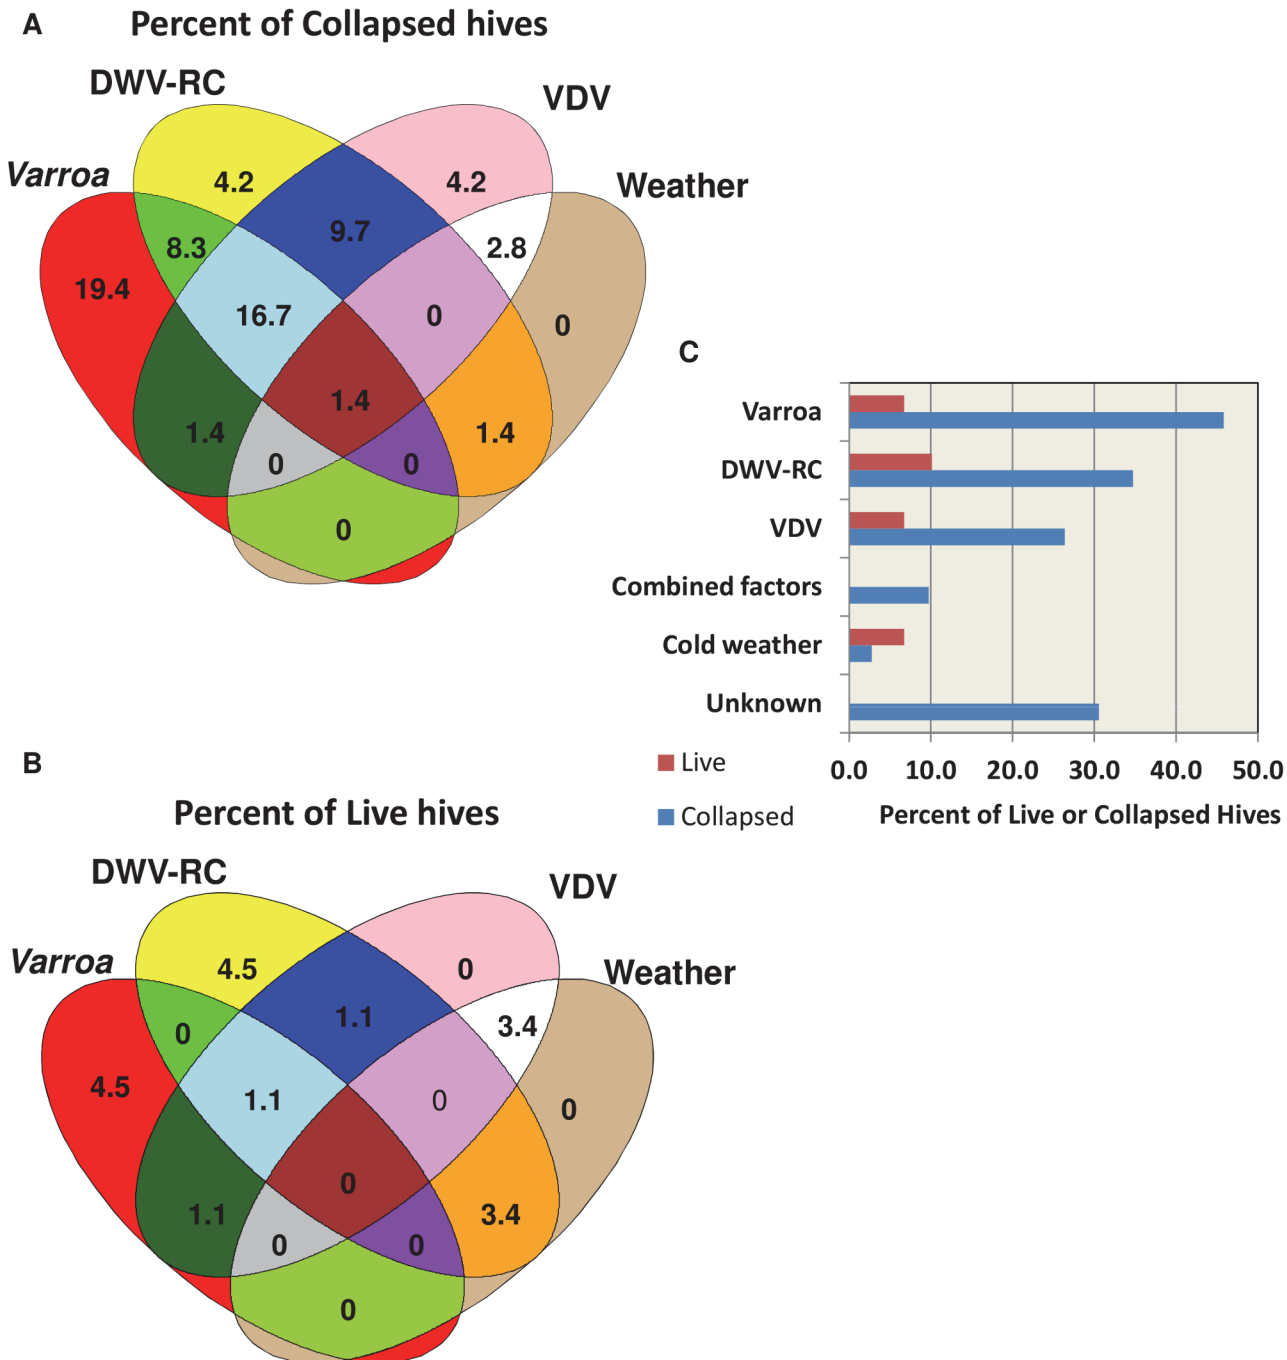 A
Percent of Collapsed hives
DWV-RC
VDV
Varroa
Weather
4.2
4.2
9.7
8.3
2.8
19.4
16.7
0
0
1.4
1.4
1.4
0
0
0
C
Varroa
DWV-RC
VDV
Combined factors
Cold weather
Unknown
0.0 10.0 20.0 30.0 40.0 50.0
Percent of Live or Collapsed Hives
Live
Collapsed
B
Percent of Live hives
DWV-RC
VDV
Varroa
Weather
4.5
0
1.1
0
3.4
4.5
1.1
0
0
0
1.1
3.4
0
0
0